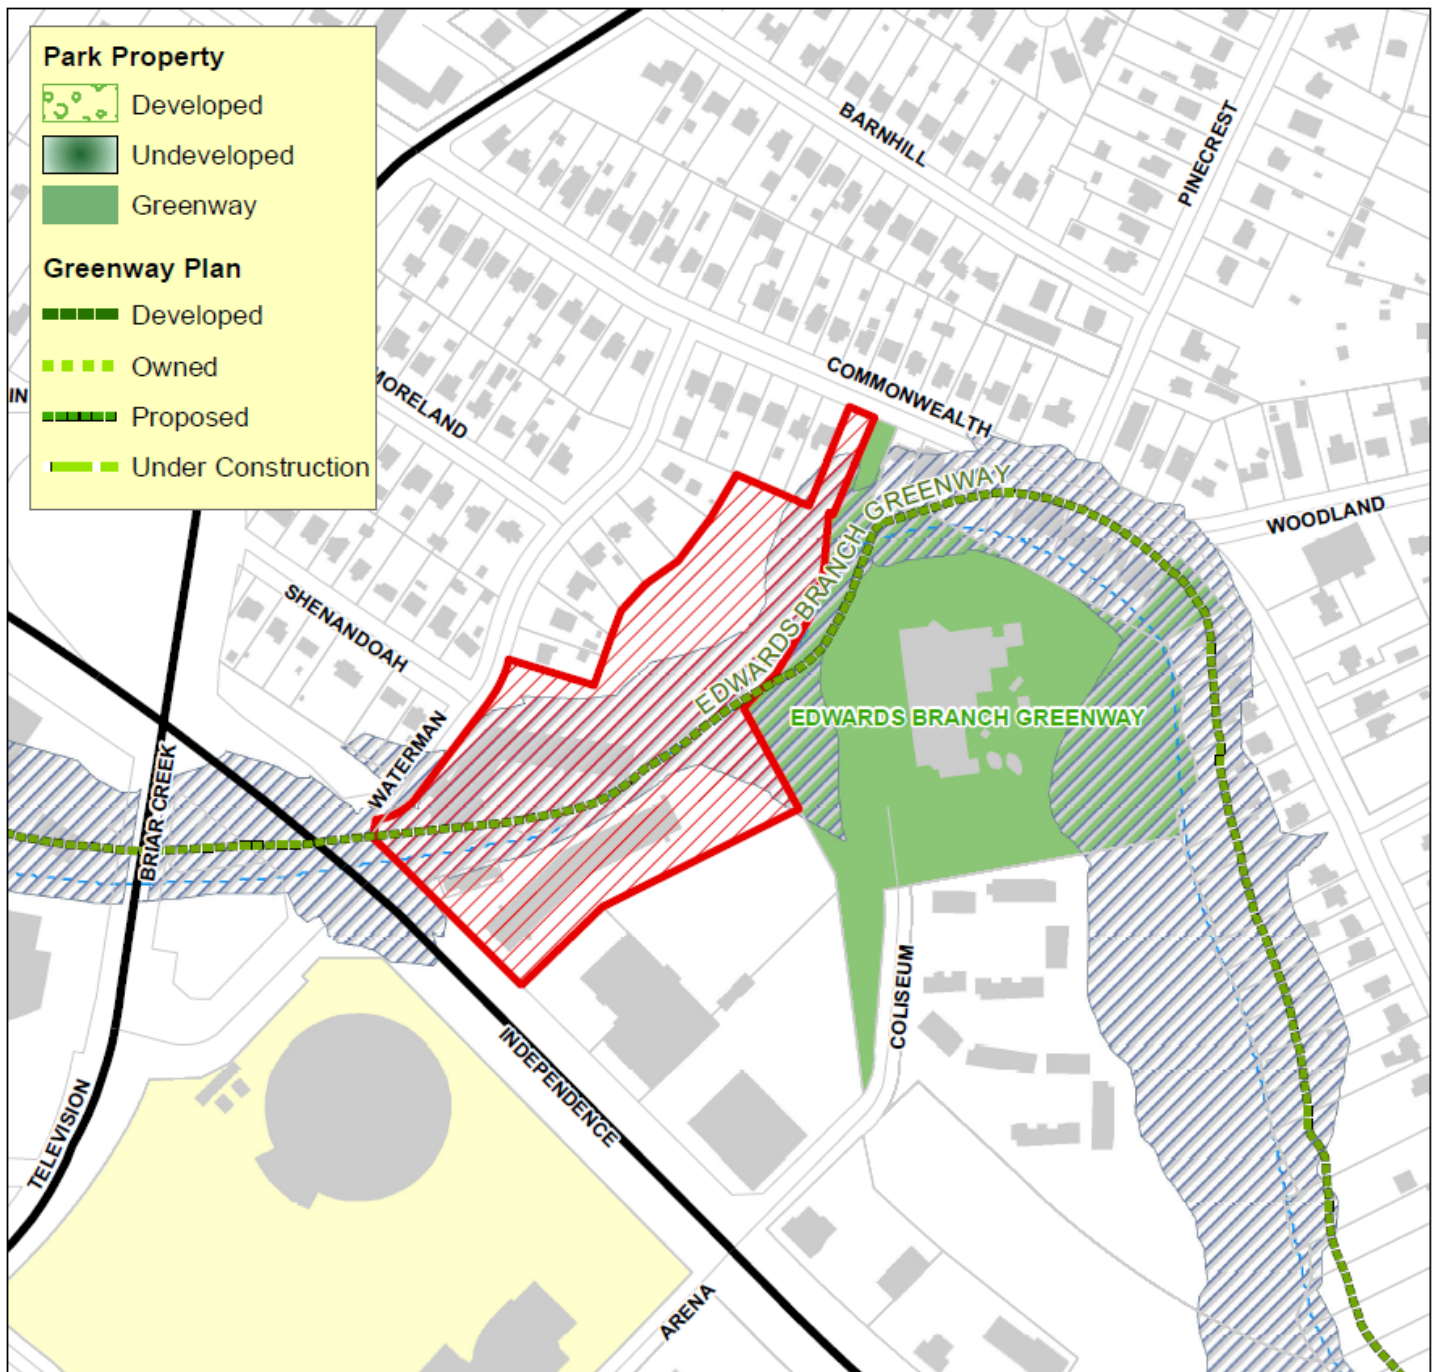 Park Property
Developed
Undeveloped
Greenway
Greenway Plan
Developed
Owned
Proposed
Under Construction
BARNHILL
PINECREST
COMMONWEALTH
IN
MORELAND
EDWARDS BRANCH GREENWAY
WOODLAND
SHENANDOAH
EDWARDS BRANCH GREENWAY
WATERMAN
BRIAR CREEK
COLISEUM
INDEPENDENCE
TELEVISION
ARENA